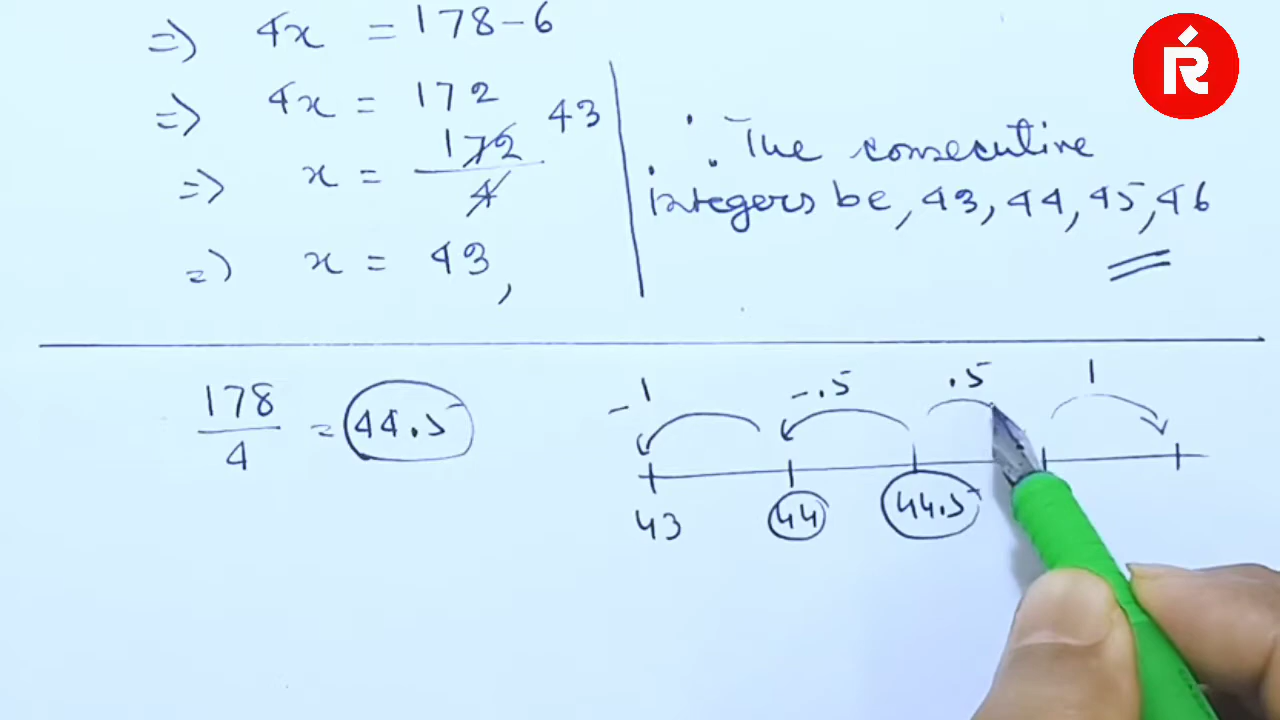 => 4x = 178-6
=> 4x = 172
=> x = 172/4 43
=> x = 43,
∴ The consecutive
integers be, 43, 44, 45, 46
178/4 = 44.5
-1 -.5 .5 1
43 44 44.5
Ŕ